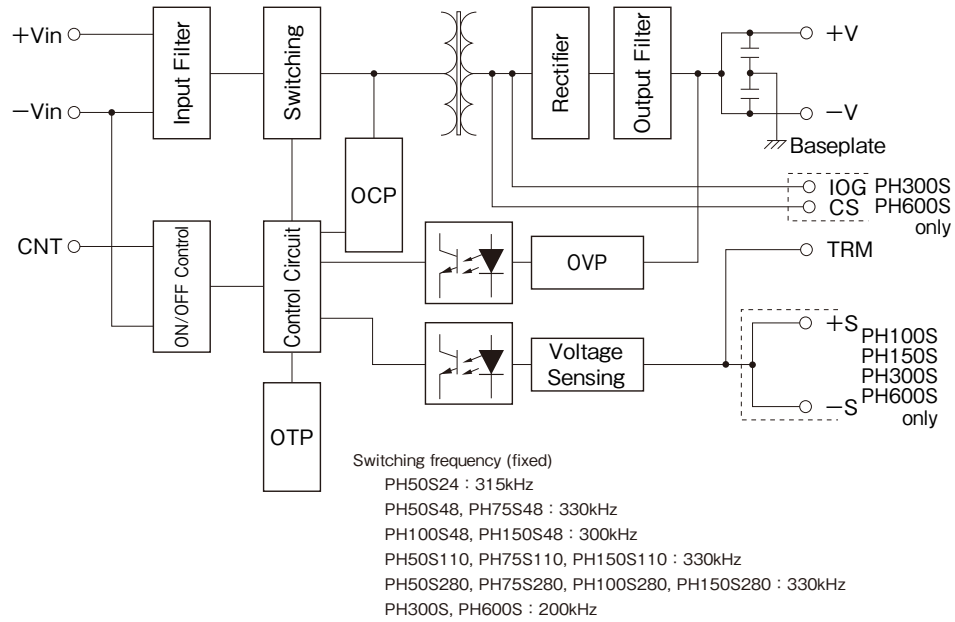 +Vin
Input Filter
Switching
Rectifier
Output Filter
+V
−Vin
−V
Baseplate
OCP
IOG
PH300S
CS
PH600S
only
CNT
ON/OFF Control
Control Circuit
OVP
TRM
Voltage
Sensing
+S
PH100S
PH150S
PH300S
−S
PH600S
only
OTP
Switching frequency (fixed)
PH50S24 : 315kHz
PH50S48, PH75S48 : 330kHz
PH100S48, PH150S48 : 300kHz
PH50S110, PH75S110, PH150S110 : 330kHz
PH50S280, PH75S280, PH100S280, PH150S280 : 330kHz
PH300S, PH600S : 200kHz